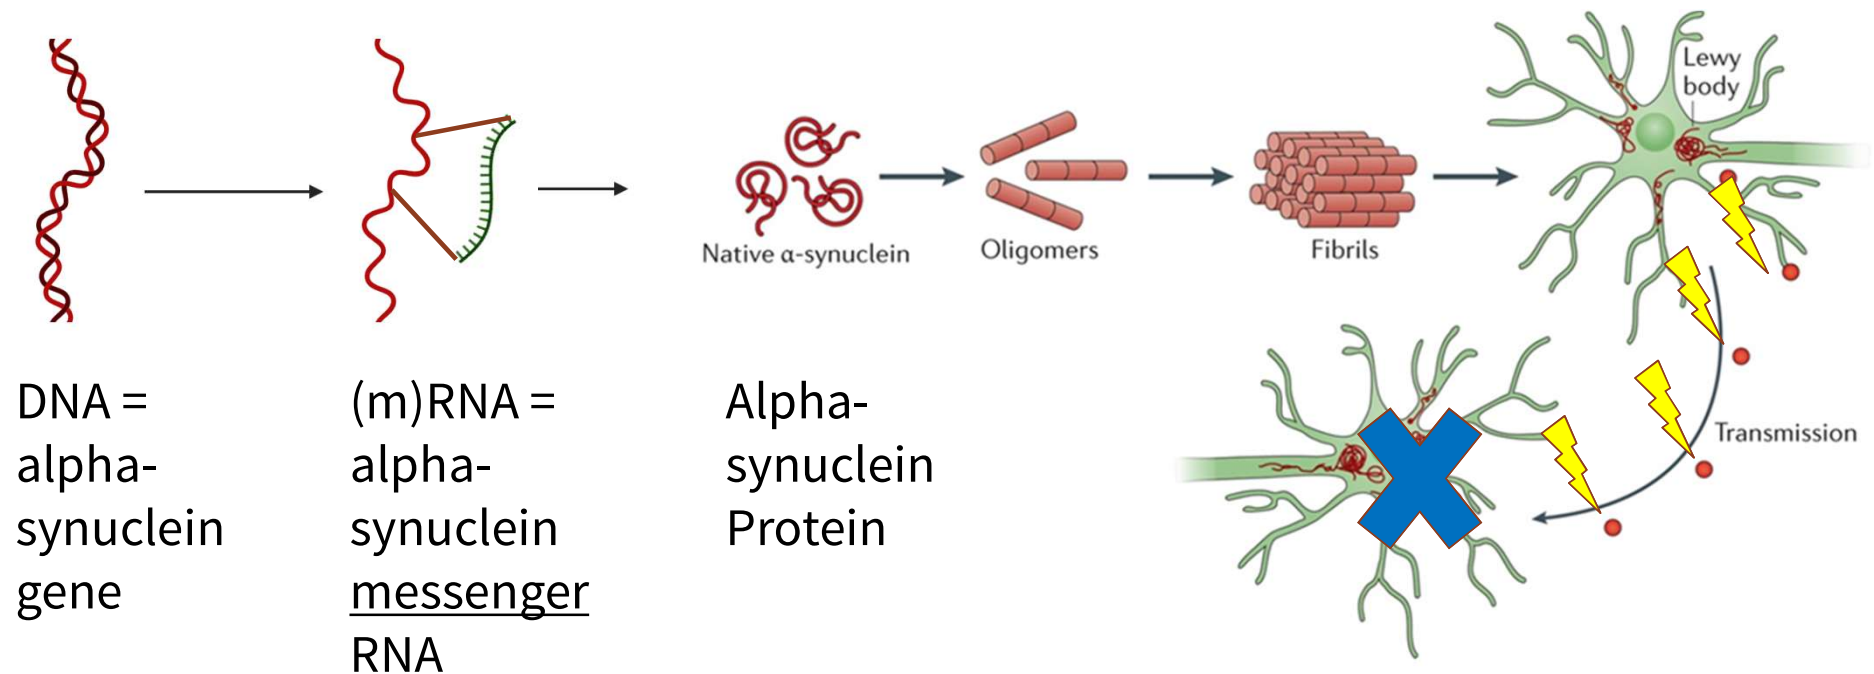 Lewy
body
Native α-synuclein
Oligomers
Fibrils
Transmission
DNA =
alpha-
synuclein
gene
(m)RNA =
alpha-
synuclein
messenger
RNA
Alpha-
synuclein
Protein